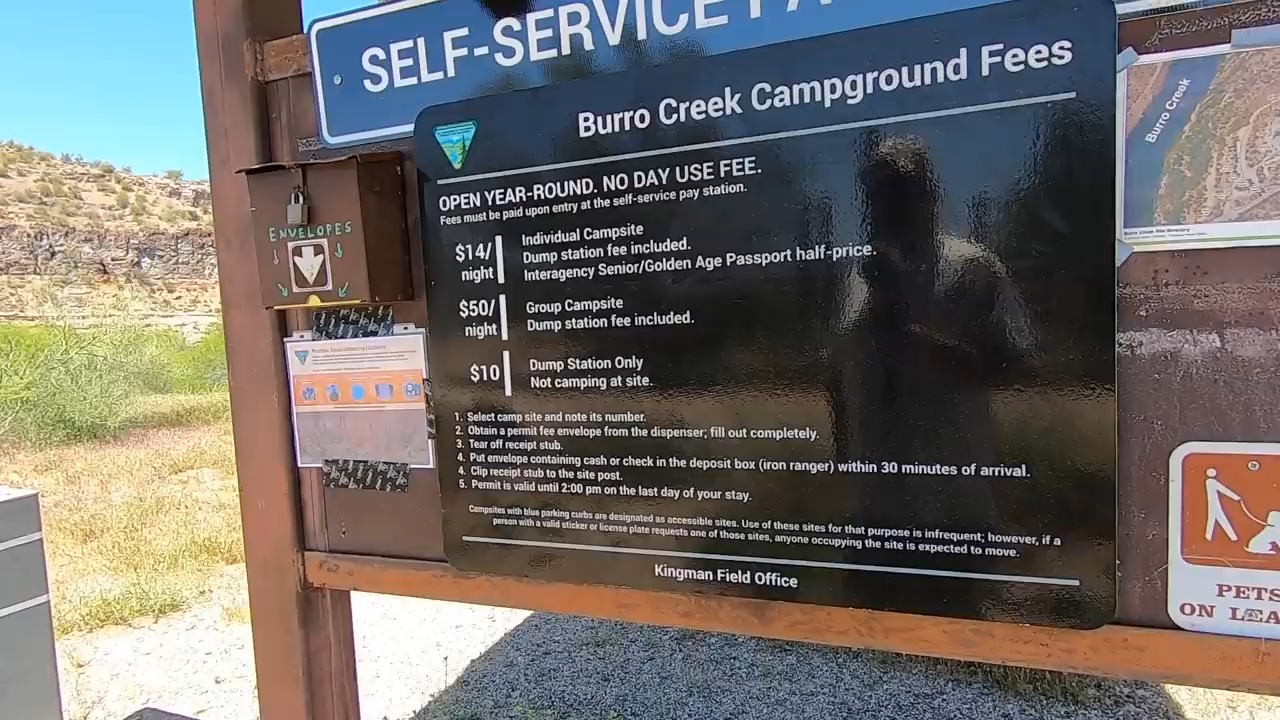 SELF-SERVICE
Burro Creek Campground Fees
OPEN YEAR-ROUND. NO DAY USE FEE.
Fees must be paid upon entry at the self-service pay station.
$14/
night
Individual Campsite
Dump station fee included.
Interagency Senior/Golden Age Passport half-price.
$50/
night
Group Campsite
Dump station fee included.
$10
Dump Station Only
Not camping at site.
1. Select camp site and note its number.
2. Obtain a permit fee envelope from the dispenser; fill out completely.
3. Tear off receipt stub.
4. Put envelope containing cash or check in the deposit box (iron ranger) within 30 minutes of arrival.
4. Clip receipt stub to the site post.
5. Permit is valid until 2:00 pm on the last day of your stay.
Campsites with blue parking curbs are designated as accessible sites. Use of these sites for that purpose is infrequent; however, if a
person with a valid sticker or license plate requests one of those sites, anyone occupying the site is expected to move.
Kingman Field Office
ENVELOPES
Burro Creek
PETS
ON